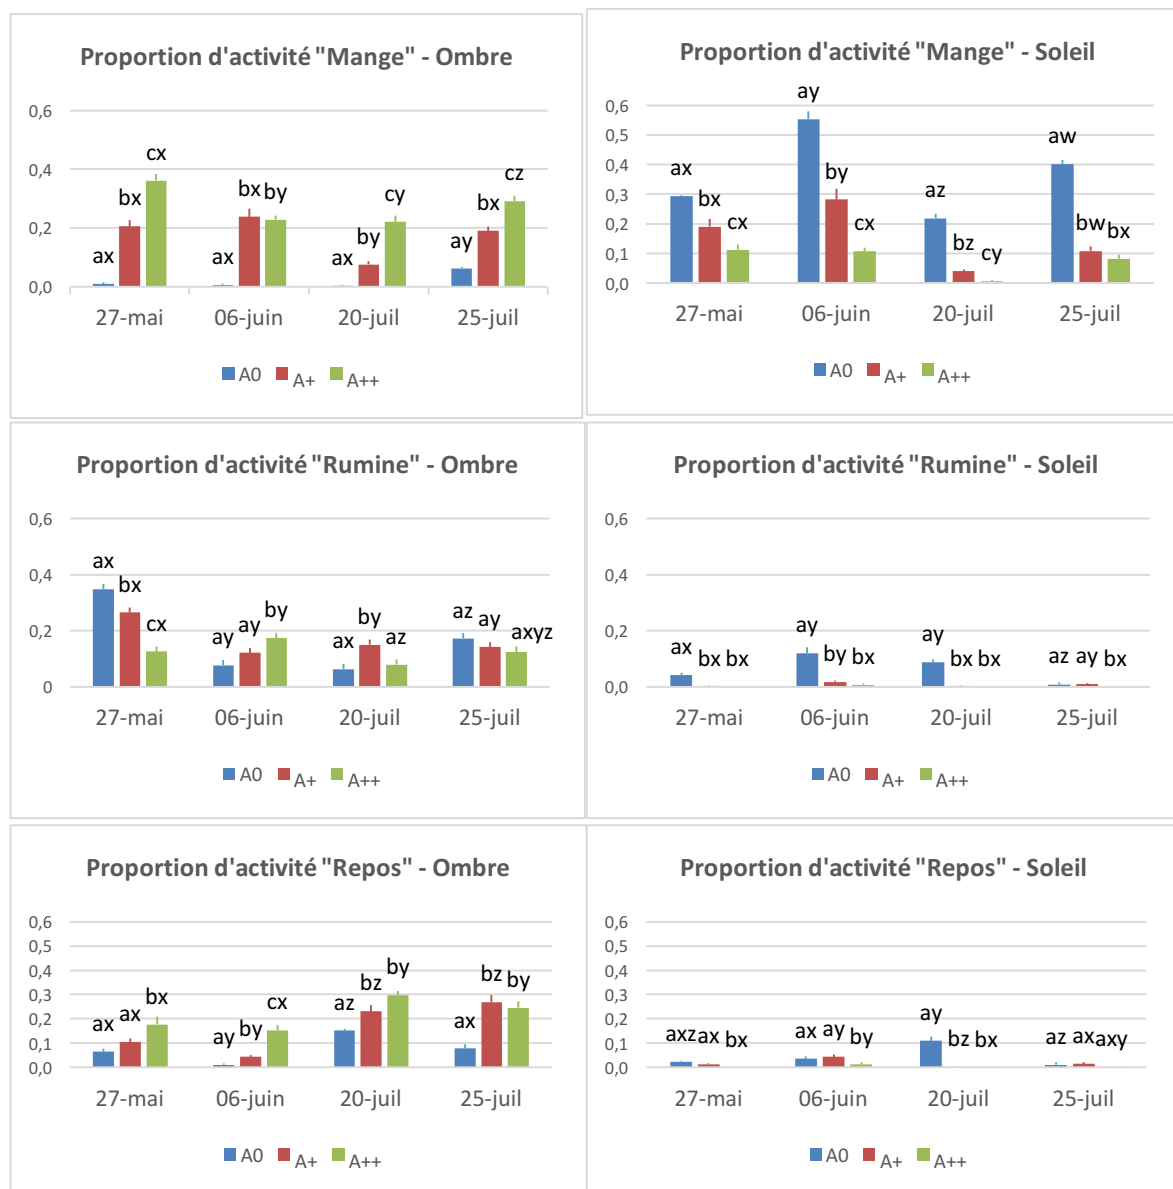 Proportion d'activité "Mange" - Ombre
0,6
0,4
0,2
0,0
cx
bx
ax
bx
by
ax
cy
by
ax
cz
bx
ay
27-mai 06-juin 20-juil 25-juil
A0 A+ A++
Proportion d'activité "Mange" - Soleil
0,6
0,5
0,4
0,3
0,2
0,1
0,0
ax
bx
cx
ay
by
cx
az
bz
cy
aw
bw
bx
27-mai 06-juin 20-juil 25-juil
A0 A+ A++
Proportion d'activité "Rumine" - Ombre
0,6
0,4
0,2
0
ax
bx
cx
ay
ay
by
ax
by
az
az
ay
axyz
27-mai 06-juin 20-juil 25-juil
A0 A+ A++
Proportion d'activité "Rumine" - Soleil
0,6
0,4
0,2
0,0
ax
bx bx
ay
by
bx
ay
bx bx
az ay bx
27-mai 06-juin 20-juil 25-juil
A0 A+ A++
Proportion d'activité "Repos" - Ombre
0,6
0,5
0,4
0,3
0,2
0,1
0,0
ax
ax
bx
ay
by
cx
az
bz
by
ax
bz
by
27-mai 06-juin 20-juil 25-juil
A0 A+ A++
Proportion d'activité "Repos" - Soleil
0,6
0,5
0,4
0,3
0,2
0,1
0,0
axz ax bx
ax ay by
ay
bz bx
az ax axy
27-mai 06-juin 20-juil 25-juil
A0 A+ A++